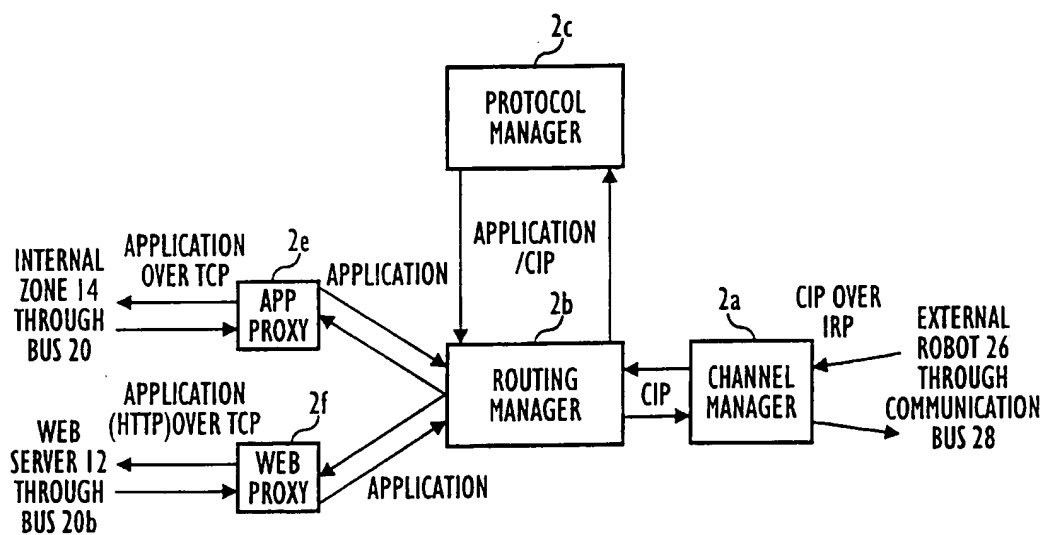 2c
PROTOCOL
MANAGER
APPLICATION
/CIP
INTERNAL
ZONE 14
THROUGH
BUS 20
APPLICATION
OVER TCP
2e
APP
PROXY
APPLICATION
2b
ROUTING
MANAGER
CIP
2a
CHANNEL
MANAGER
CIP OVER
IRP
EXTERNAL
ROBOT 26
THROUGH
COMMUNICATION
BUS 28
WEB
SERVER 12
THROUGH
BUS 20b
APPLICATION
(HTTP)OVER TCP
2f
WEB
PROXY
APPLICATION